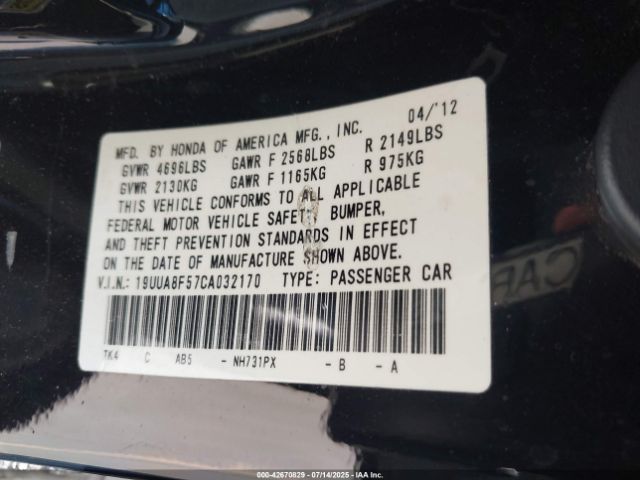 04/'12
MFD. BY HONDA OF AMERICA MFG., INC.
GVWR 4696LBS GAWR F 2568LBS R 2149LBS
GVWR 2130KG GAWR F 1165KG R 975KG
THIS VEHICLE CONFORMS TO ALL APPLICABLE
FEDERAL MOTOR VEHICLE SAFETY, BUMPER,
AND THEFT PREVENTION STANDARDS IN EFFECT
ON THE DATE OF MANUFACTURE SHOWN ABOVE.
V.I.N.: 19UUA8F57CA032170 TYPE: PASSENGER CAR
TK4 C AB5 - NH731PX - B - A
CAB
000-42670829 - 07/14/2025 - IAA Inc.